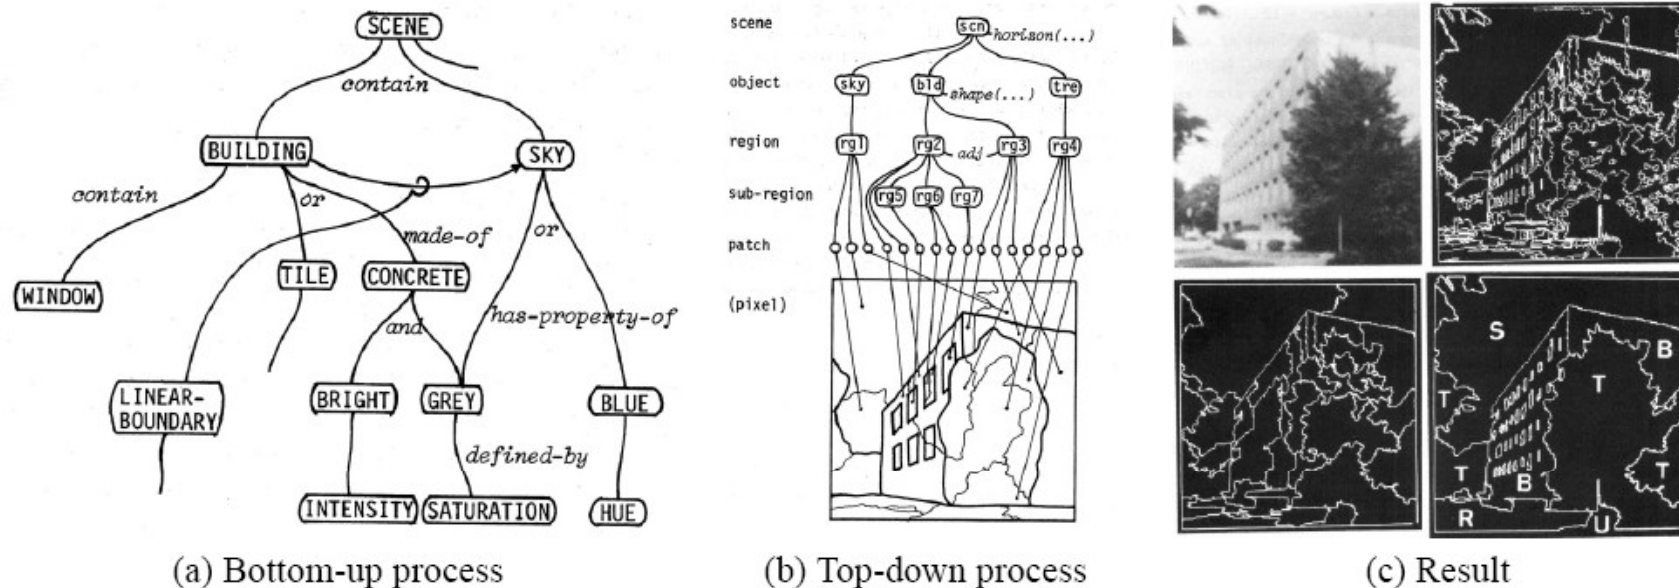 SCENE
contain
BUILDING
SKY
contain
or
made-of
or
WINDOW
TILE
CONCRETE
and
has-property-of
LINEAR-
BOUNDARY
BRIGHT
GREY
BLUE
defined-by
INTENSITY
SATURATION
HUE
(a) Bottom-up process
scene
scn
horison(...)
object
sky
bld
shape(...)
tre
region
rg1
rg2
adj
rg3
rg4
sub-region
rg5
rg6
rg7
patch
(pixel)
(b) Top-down process
S
B
T
T
T
B
T
R
U
(c) Result